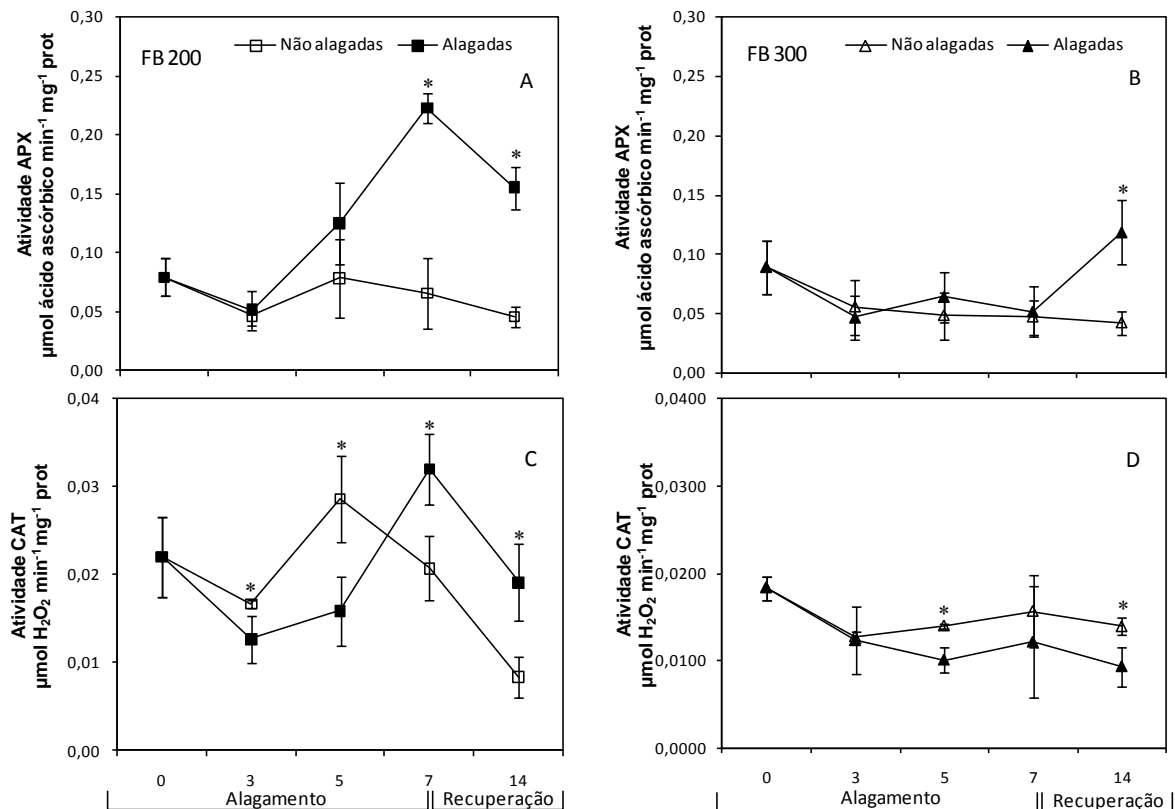 FB 200
Não alagadas
Alagadas
A
Atividade APX
µmol ácido ascórbico min⁻¹ mg⁻¹ prot
0,30
0,25
0,20
0,15
0,10
0,05
0,00
*
*
FB 300
Não alagadas
Alagadas
B
Atividade APX
µmol ácido ascórbico min⁻¹ mg⁻¹ prot
0,30
0,25
0,20
0,15
0,10
0,05
0,00
*
C
Atividade CAT
µmol H₂O₂ min⁻¹ mg⁻¹ prot
0,04
0,03
0,02
0,01
0,00
*
*
*
*
0 3 5 7 14
Alagamento Recuperação
D
Atividade CAT
µmol H₂O₂ min⁻¹ mg⁻¹ prot
0,0400
0,0300
0,0200
0,0100
0,0000
*
*
0 3 5 7 14
Alagamento Recuperação